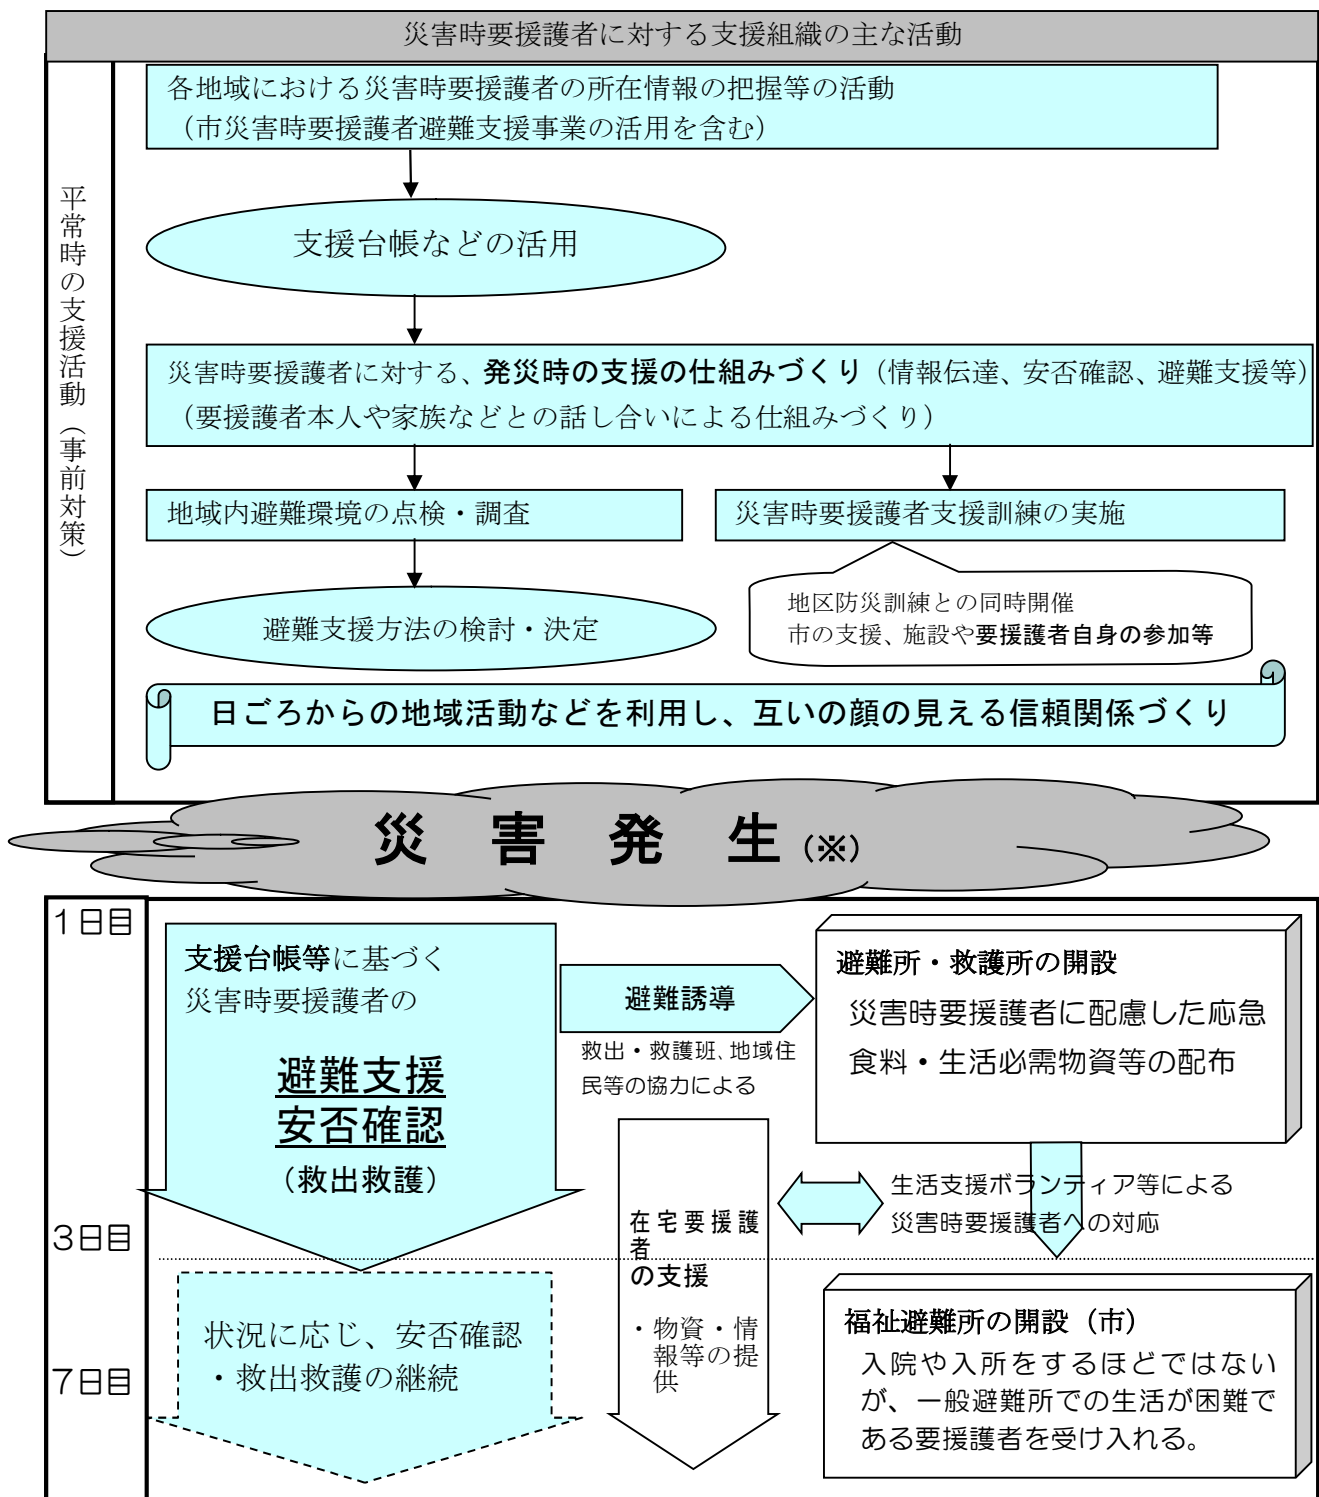 災害時要援護者に対する支援組織の主な活動
平常時の支援活動（事前対策）
各地域における災害時要援護者の所在情報の把握等の活動
（市災害時要援護者避難支援事業の活用を含む）
支援台帳などの活用
災害時要援護者に対する、発災時の支援の仕組みづくり（情報伝達、安否確認、避難支援等）
（要援護者本人や家族などとの話し合いによる仕組みづくり）
地域内避難環境の点検・調査
災害時要援護者支援訓練の実施
地区防災訓練との同時開催
市の支援、施設や要援護者自身の参加等
避難支援方法の検討・決定
日ごろからの地域活動などを利用し、互いの顔の見える信頼関係づくり
災害発生（※）
1日目
支援台帳等に基づく
災害時要援護者の
避難支援
安否確認
（救出救護）
避難誘導
救出・救護班、地域住
民等の協力による
避難所・救護所の開設
災害時要援護者に配慮した応急
食料・生活必需物資等の配布
生活支援ボランティア等による
災害時要援護者への対応
在宅要援護
者
の支援
・物資・情
報等の提
供
3日目
状況に応じ、安否確認
・救出救護の継続
7日目
福祉避難所の開設（市）
入院や入所をするほどではない
が、一般避難所での生活が困難で
ある要援護者を受け入れる。